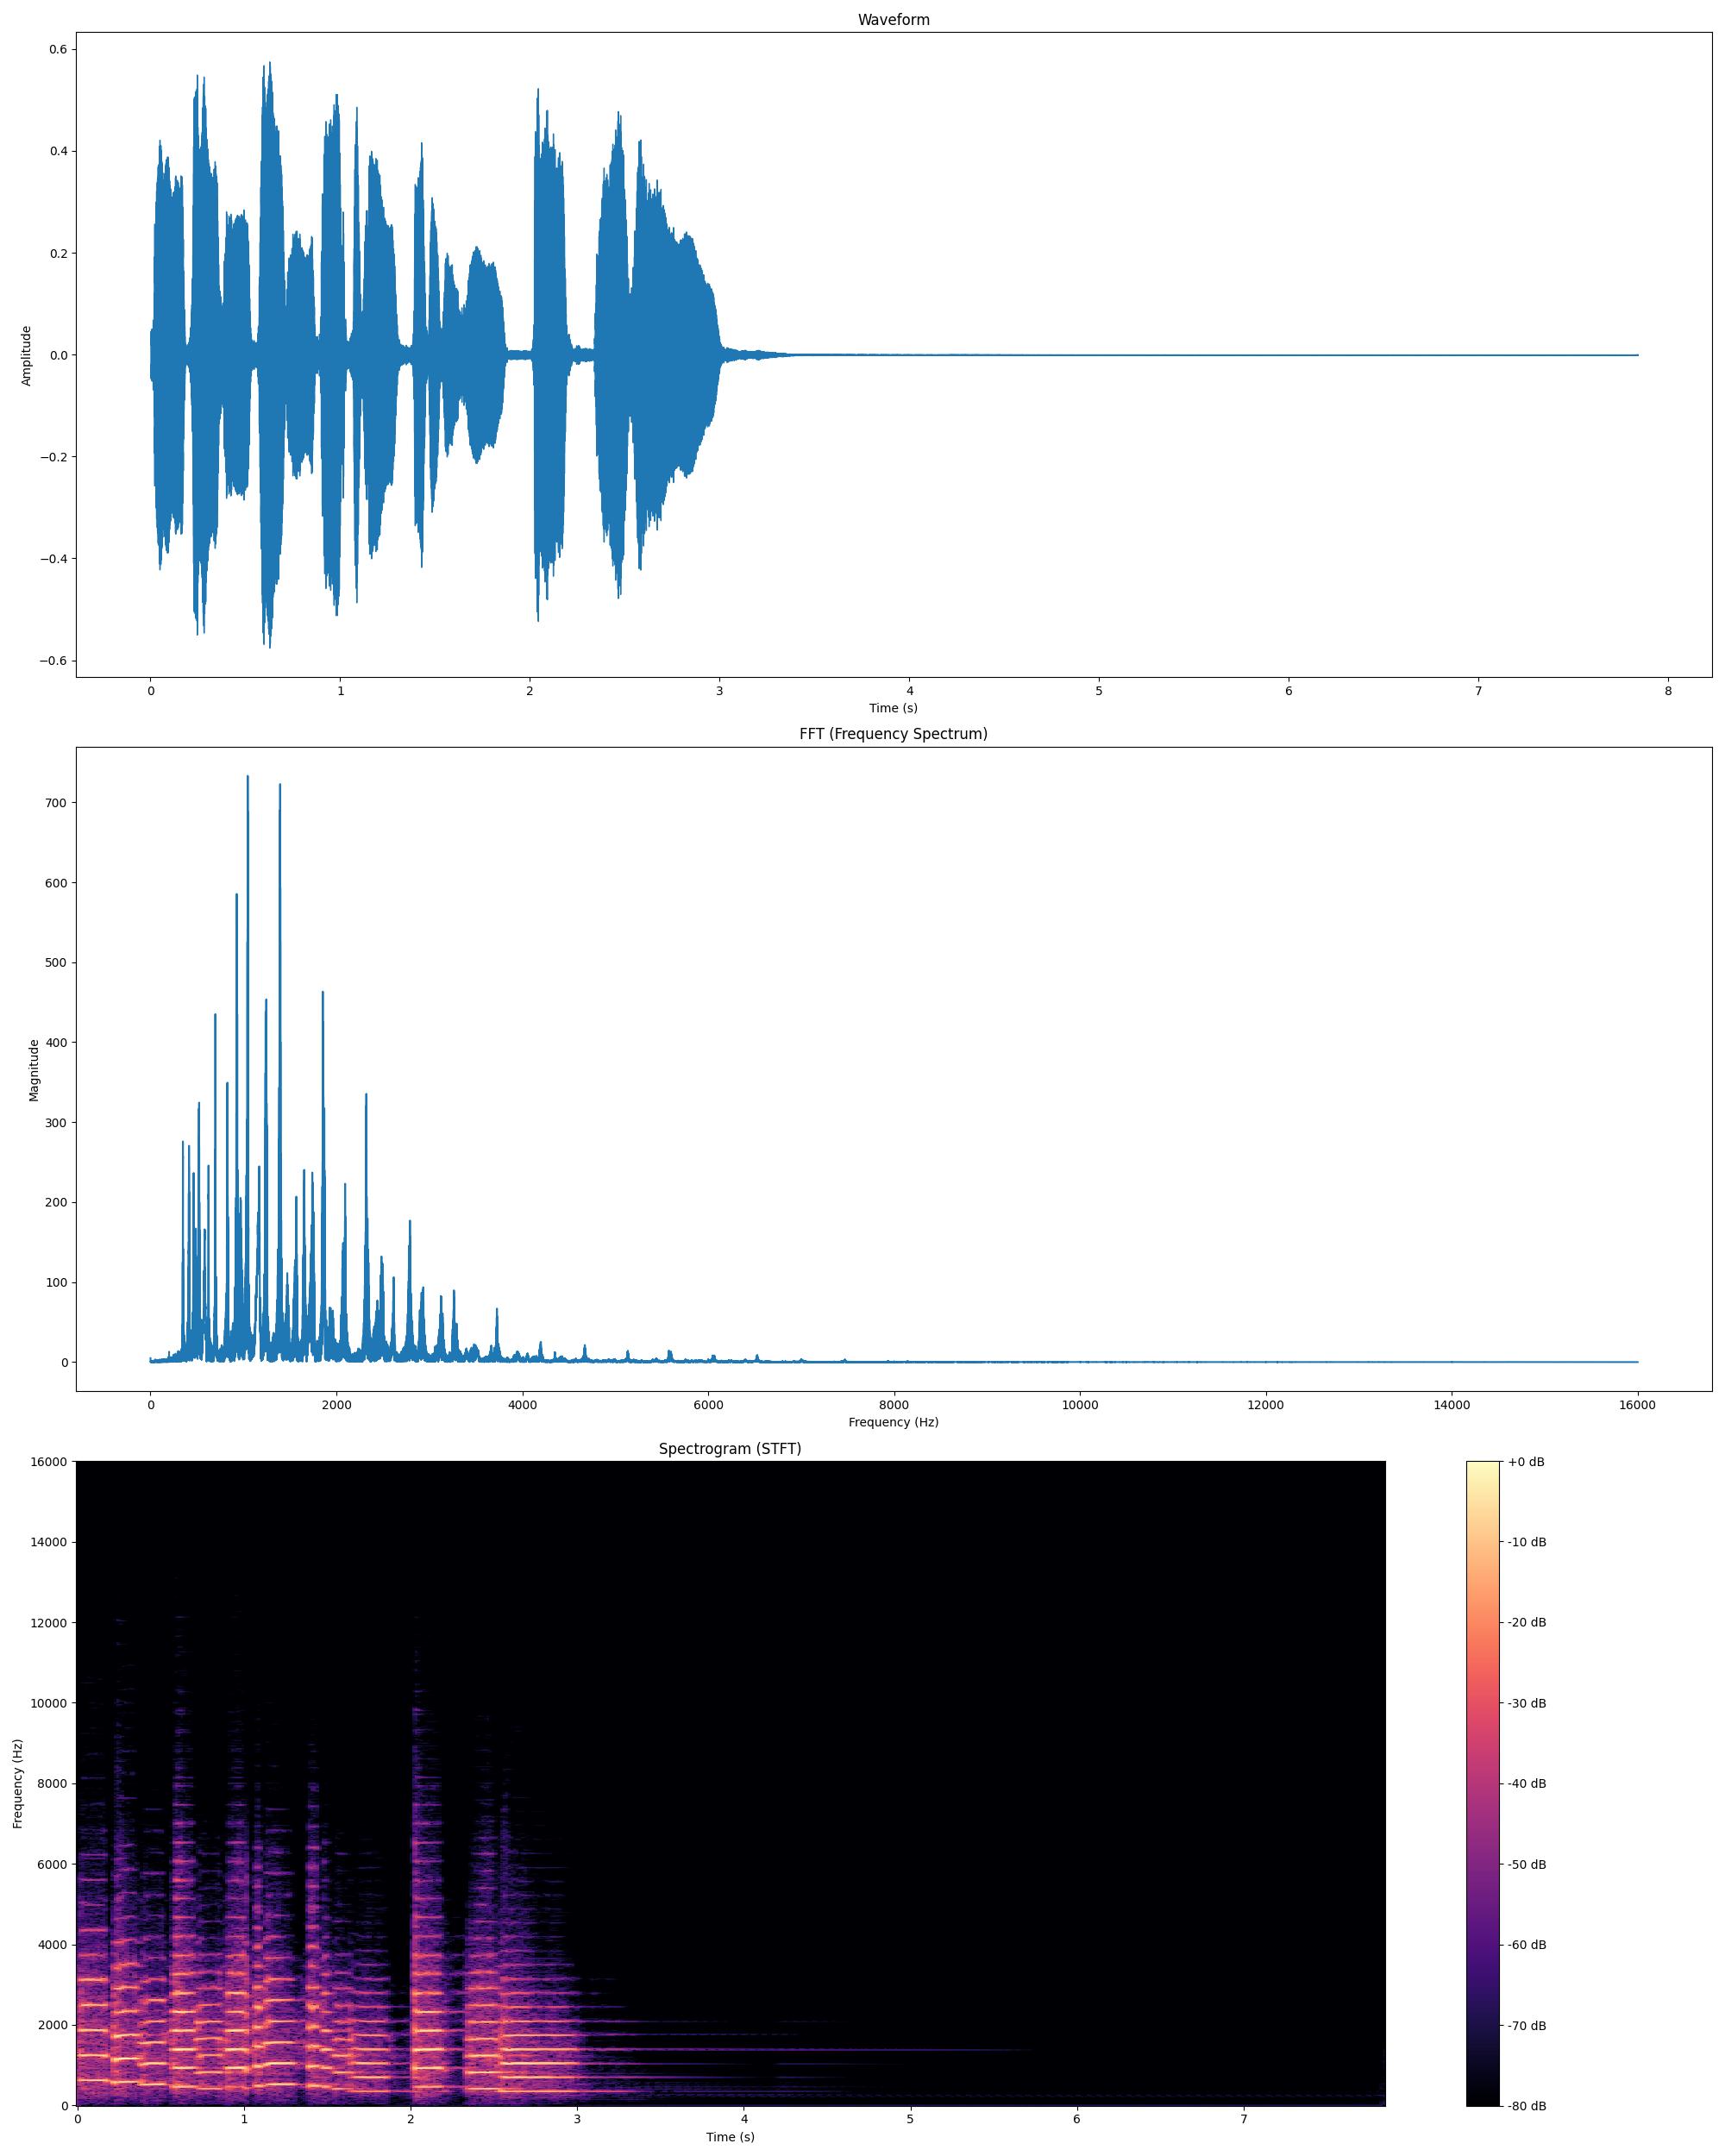 Waveform
0.6
0.4
0.2
0.0
−0.2
−0.4
−0.6
Amplitude
0 1 2 3 4 5 6 7 8
Time (s)
FFT (Frequency Spectrum)
700
600
500
400
300
200
100
0
Magnitude
0 2000 4000 6000 8000 10000 12000 14000 16000
Frequency (Hz)
Spectrogram (STFT)
16000
14000
12000
10000
8000
6000
4000
2000
0
Frequency (Hz)
0 1 2 3 4 5 6 7
Time (s)
+0 dB
-10 dB
-20 dB
-30 dB
-40 dB
-50 dB
-60 dB
-70 dB
-80 dB